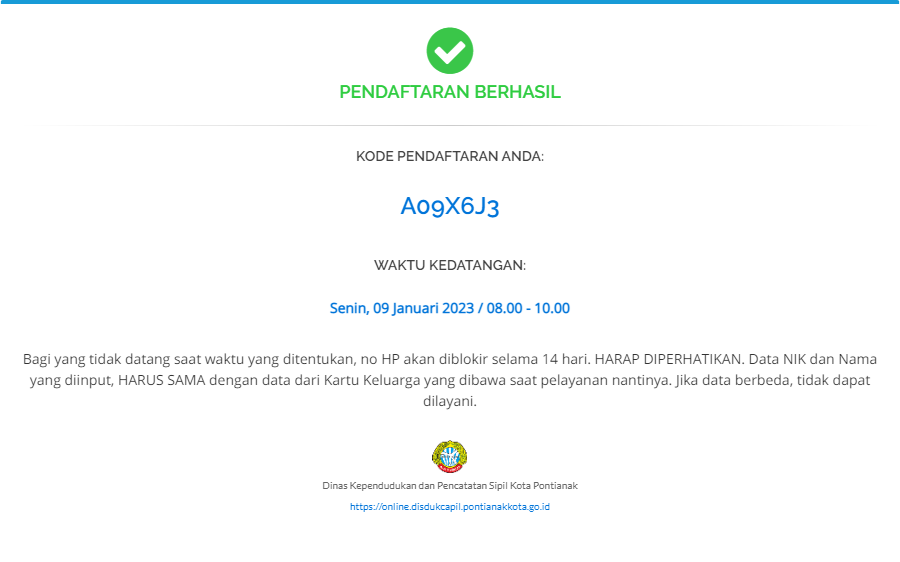 PENDAFTARAN BERHASIL
KODE PENDAFTARAN ANDA:
A09X6J3
WAKTU KEDATANGAN:
Senin, 09 Januari 2023 / 08.00 - 10.00
Bagi yang tidak datang saat waktu yang ditentukan, no HP akan diblokir selama 14 hari. HARAP DIPERHATIKAN. Data NIK dan Nama
yang diinput, HARUS SAMA dengan data dari Kartu Keluarga yang dibawa saat pelayanan nantinya. Jika data berbeda, tidak dapat
dilayani.
Dinas Kependudukan dan Pencatatan Sipil Kota Pontianak
https://online.disdukcapil.pontianakkota.go.id